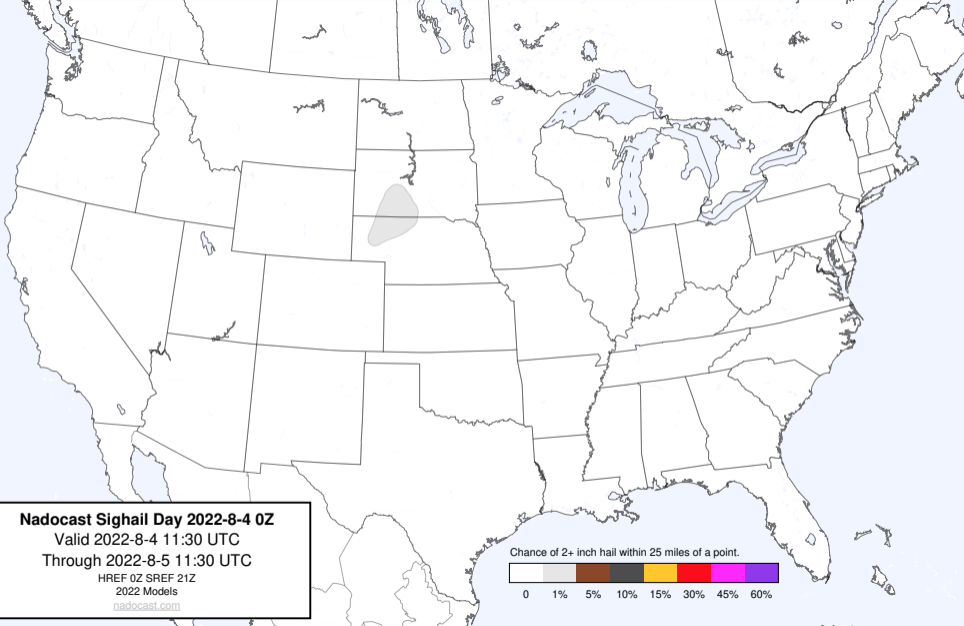 Nadocast Sighail Day 2022-8-4 0Z
Valid 2022-8-4 11:30 UTC
Through 2022-8-5 11:30 UTC
HREF 0Z SREF 21Z
2022 Models
nadocast.com
Chance of 2+ inch hail within 25 miles of a point.
0 1% 5% 10% 15% 30% 45% 60%